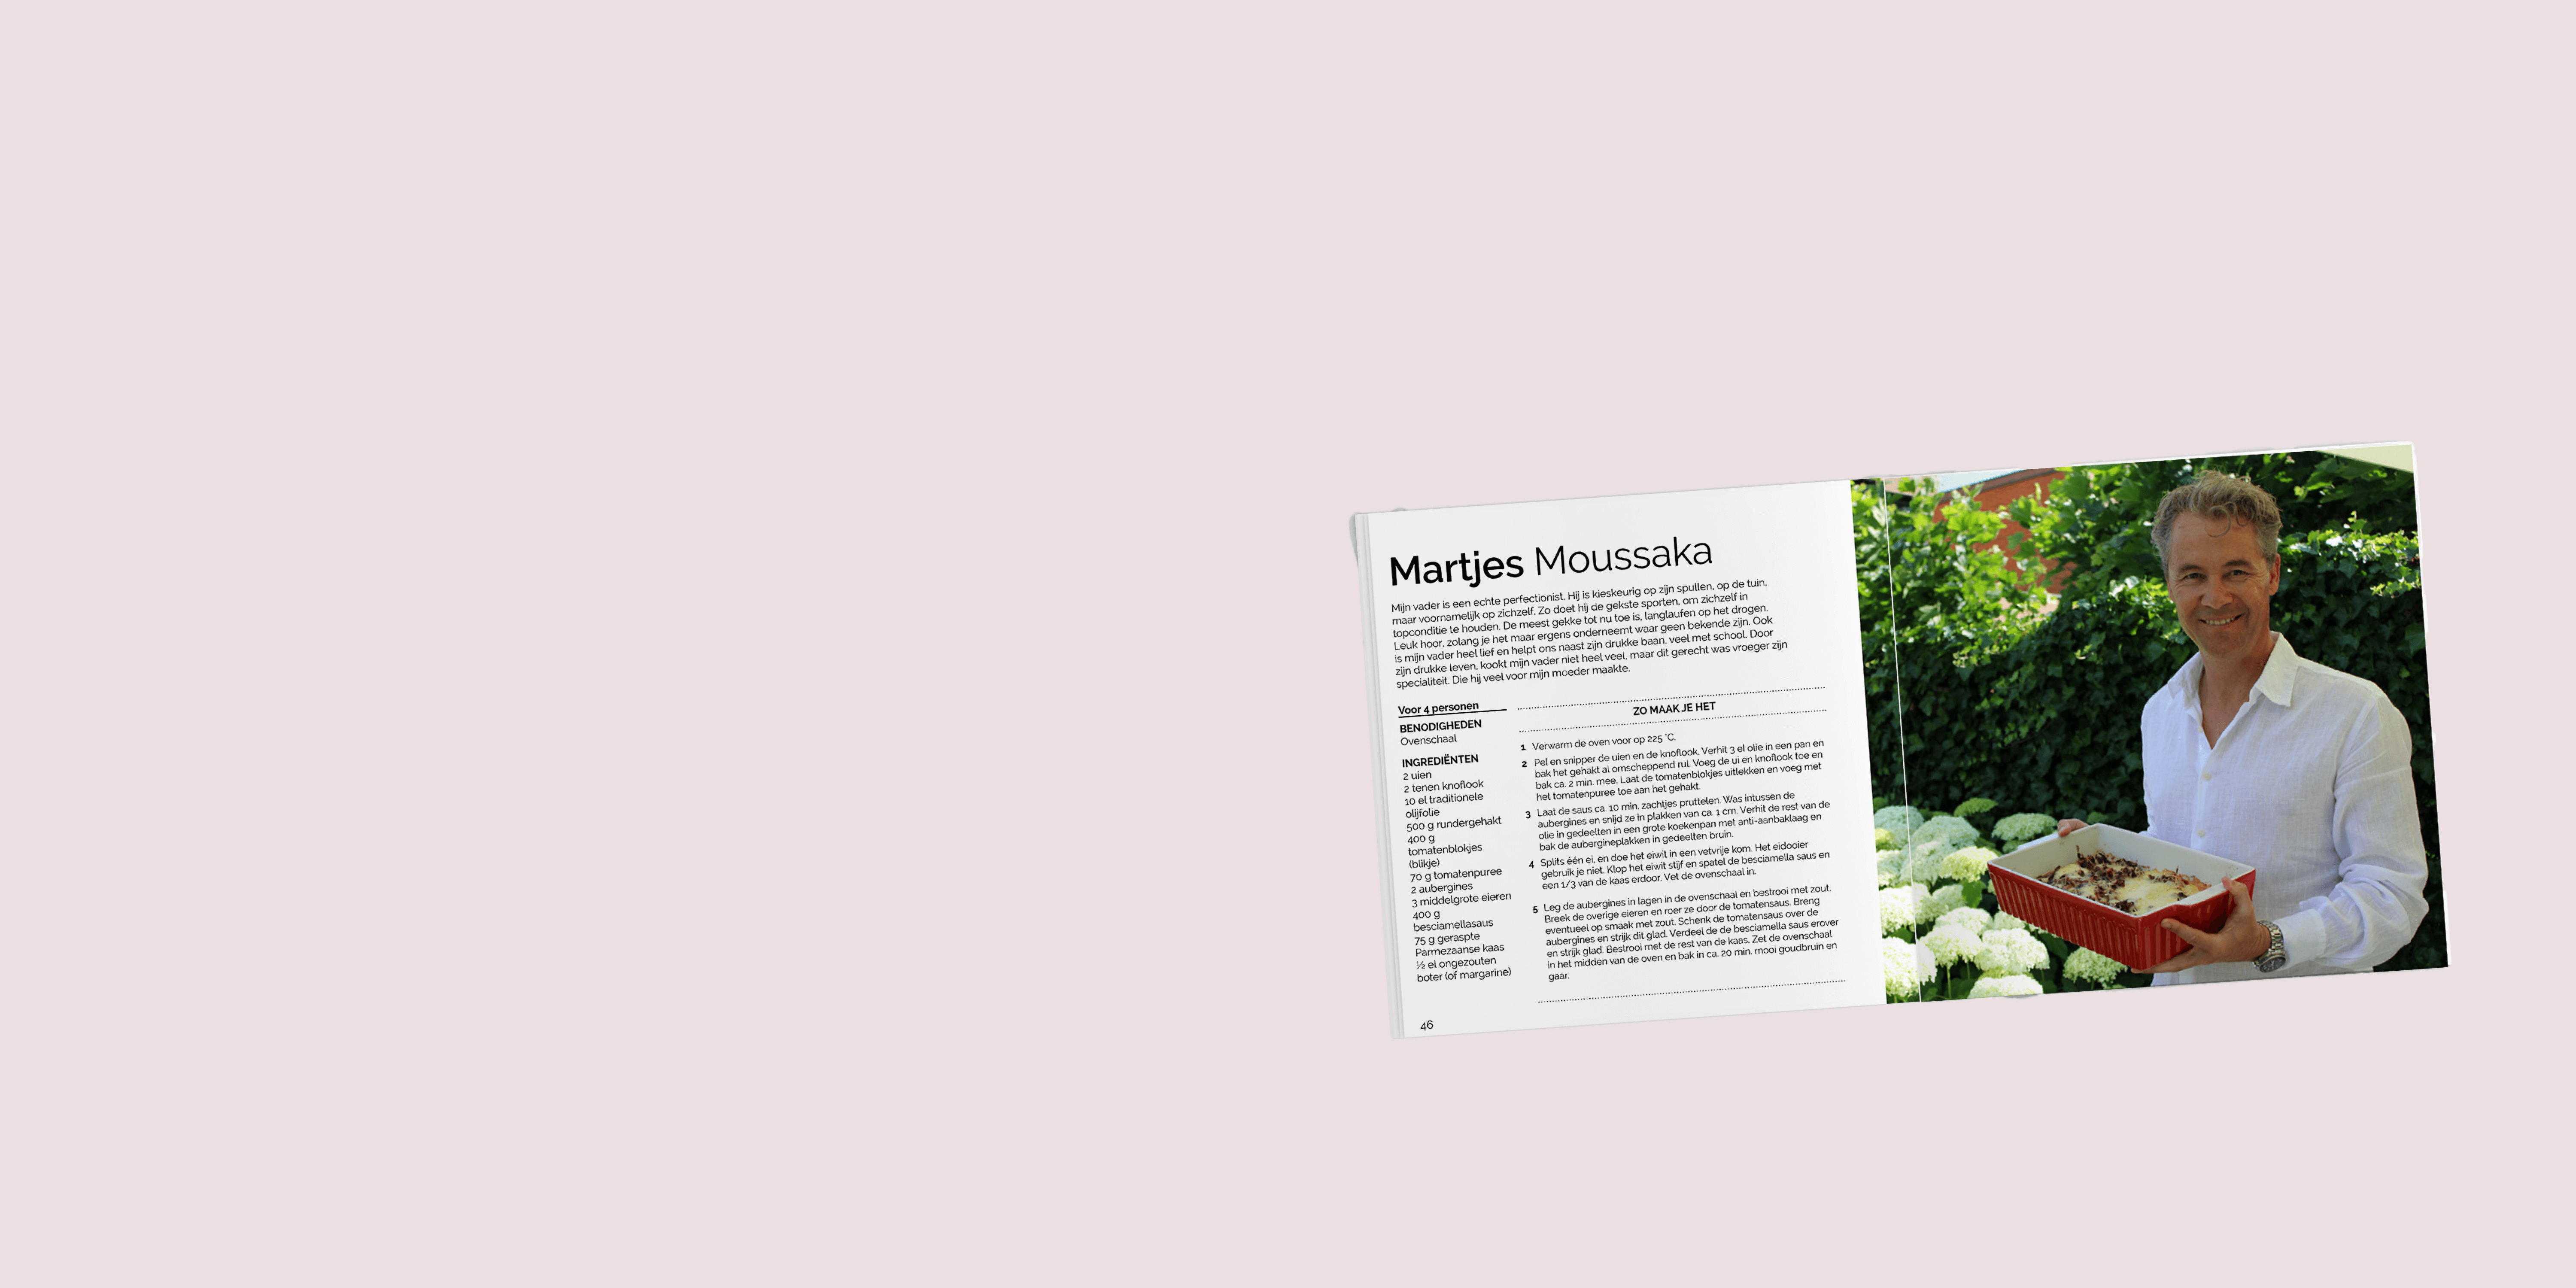 Martjes Moussaka
Mijn vader is een echte perfectionist. Hij is kieskeurig op zijn spullen, op de tuin,
maar voornamelijk op zichzelf. Zo doet hij de gekste sporten, om zichzelf in
topconditie te houden. De meest gekke tot nu toe is, langlaufen op het drogen.
Leuk hoor, zolang je het maar ergens onderneemt waar geen bekende zijn. Ook
is mijn vader heel lief en helpt ons naast zijn drukke baan, veel met school. Door
zijn drukke leven, kookt mijn vader niet heel veel, maar dit gerecht was vroeger zijn
specialiteit. Die hij veel voor mijn moeder maakte.
Voor 4 personen
BENODIGHEDEN
Ovenschaal
INGREDIËNTEN
2 uien
2 tenen knoflook
10 el traditionele
olijfolie
500 g rundergehakt
400 g
tomatenblokjes
(blikje)
70 g tomatenpuree
2 aubergines
3 middelgrote eieren
400 g
besciamellasaus
75 g geraspte
Parmezaanse kaas
½ el ongezouten
boter (of margarine)
ZO MAAK JE HET
1 Verwarm de oven voor op 225 °C.
2 Pel en snipper de uien en de knoflook. Verhit 3 el olie in een pan en
bak het gehakt al omscheppend rul. Voeg de ui en knoflook toe en
bak ca. 2 min. mee. Laat de tomatenblokjes uitlekken en voeg met
het tomatenpuree toe aan het gehakt.
3 Laat de saus ca. 10 min. zachtjes pruttelen. Was intussen de
aubergines en snijd ze in plakken van ca. 1 cm. Verhit de rest van de
olie in gedeelten in een grote koekenpan met anti-aanbaklaag en
bak de aubergineplakken in gedeelten bruin.
4 Splits één ei, en doe het eiwit in een vetvrije kom. Het eidooier
gebruik je niet. Klop het eiwit stijf en spatel de besciamella saus en
een 1/3 van de kaas erdoor. Vet de ovenschaal in.
5 Leg de aubergines in lagen in de ovenschaal en bestrooi met zout.
Breek de overige eieren en roer ze door de tomatensaus. Breng
eventueel op smaak met zout. Schenk de tomatensaus over de
aubergines en strijk dit glad. Verdeel de de besciamella saus erover
en strijk glad. Bestrooi met de rest van de kaas. Zet de ovenschaal
in het midden van de oven en bak in ca. 20 min. mooi goudbruin en
gaar.
46